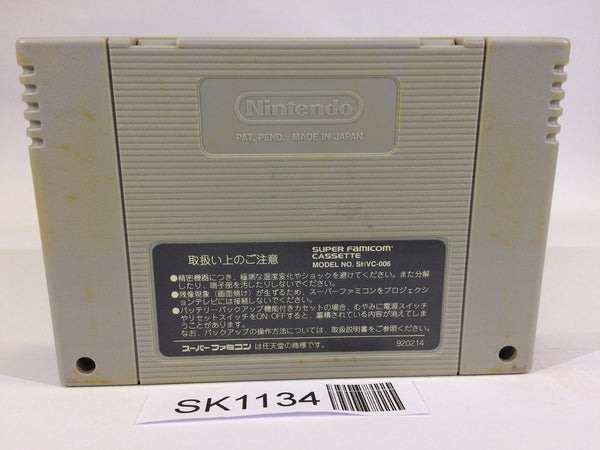 Nintendo
PAT. PEND. MADE IN JAPAN
取扱い上のご注意
SUPER FAMICOM
CASSETTE
MODEL NO. SHVC-006
●精密機器につき、極端な温度変化やショックを避けてください。また分解
したり、端子部を汚したりしないでください。
●残像現象（画面焼け）が生ずるため、スーパーファミコンをプロジェクシ
ョンテレビには接続しないでください。
●バッテリーバックアップ機能付きカセットの場合、むやみに電源スイッチ
やリセットスイッチをON・OFFすると、蓄積されている内容が消えてしま
うことがあります。
なお、バックアップの操作方法については、取扱説明書をご参照ください。
スーパーファミコンは任天堂の商標です。
920214
SK1134